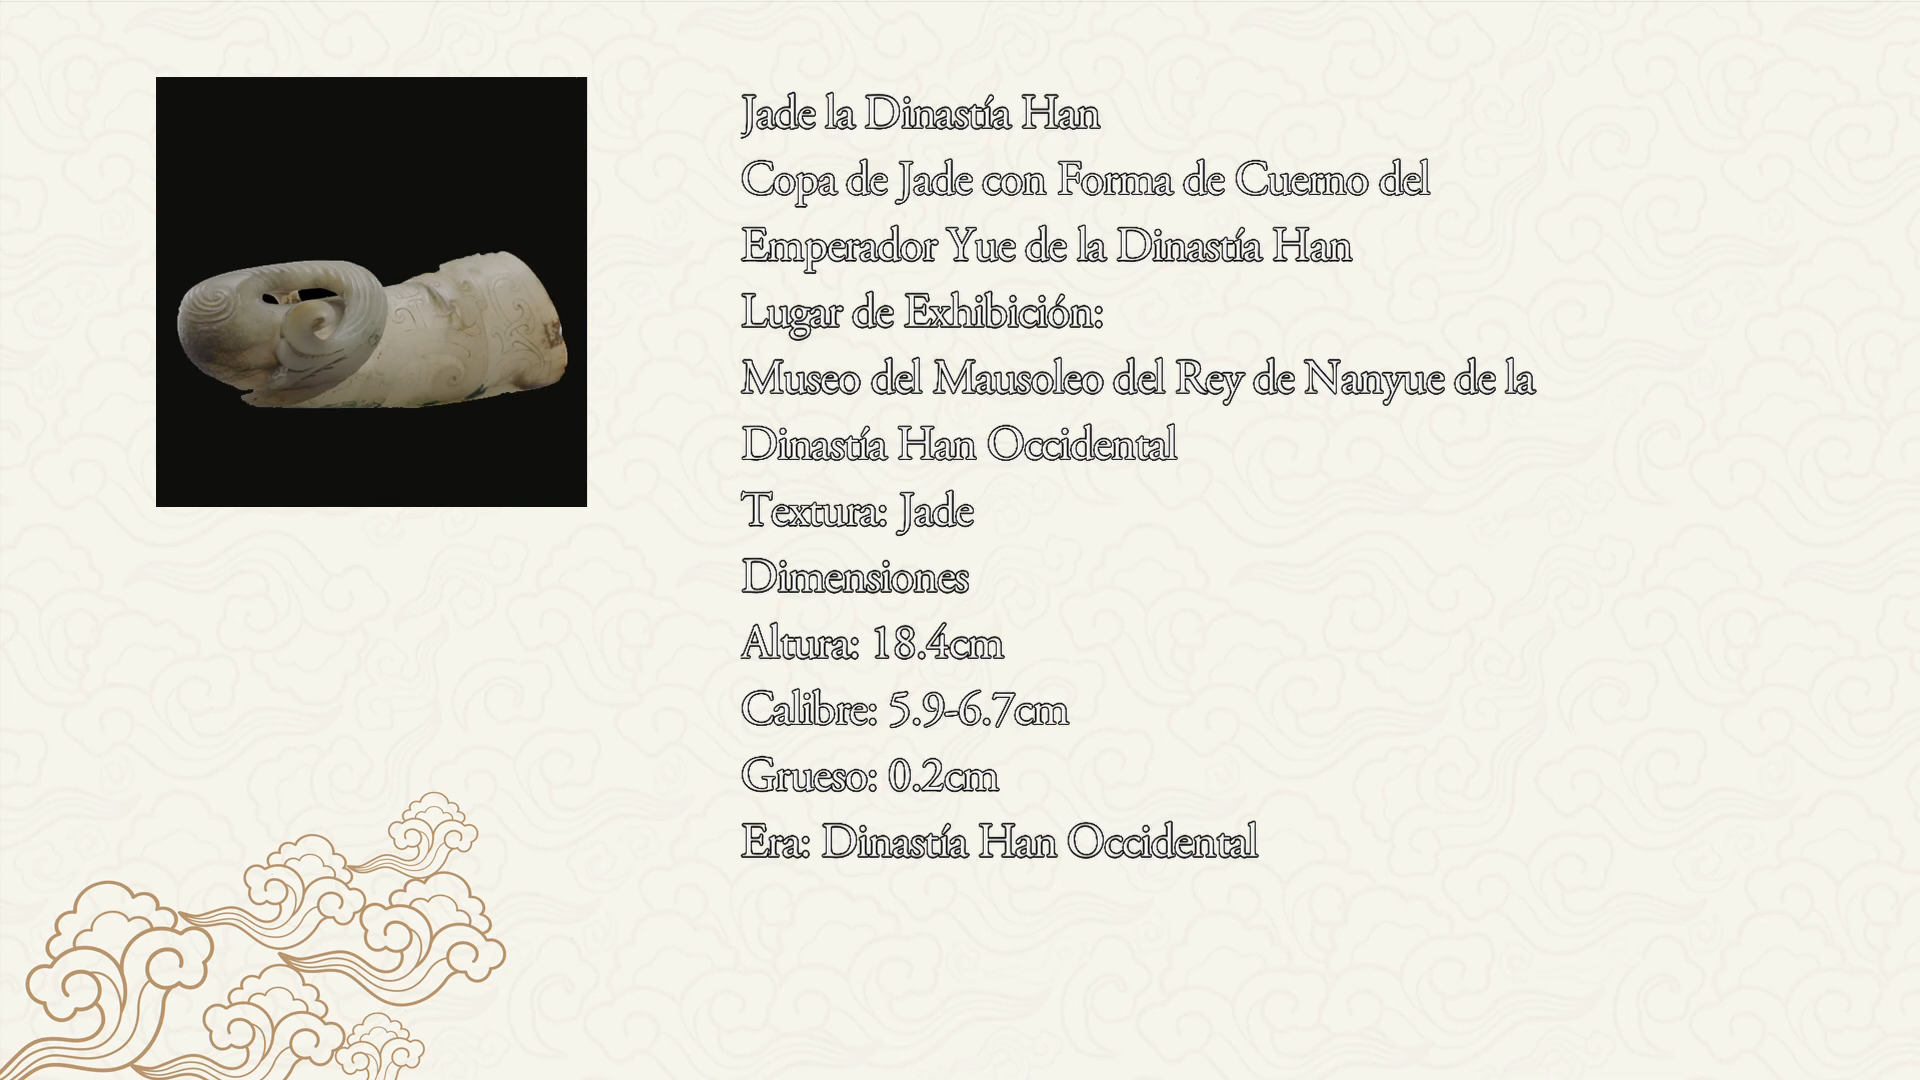 Jade la Dinastía Han
Copa de Jade con Forma de Cuerno del
Emperador Yue de la Dinastía Han
Lugar de Exhibición:
Museo del Mausoleo del Rey de Nanyue de la
Dinastía Han Occidental
Textura: Jade
Dimensiones
Altura: 18.4cm
Calibre: 5.9-6.7cm
Grueso: 0.2cm
Era: Dinastía Han Occidental